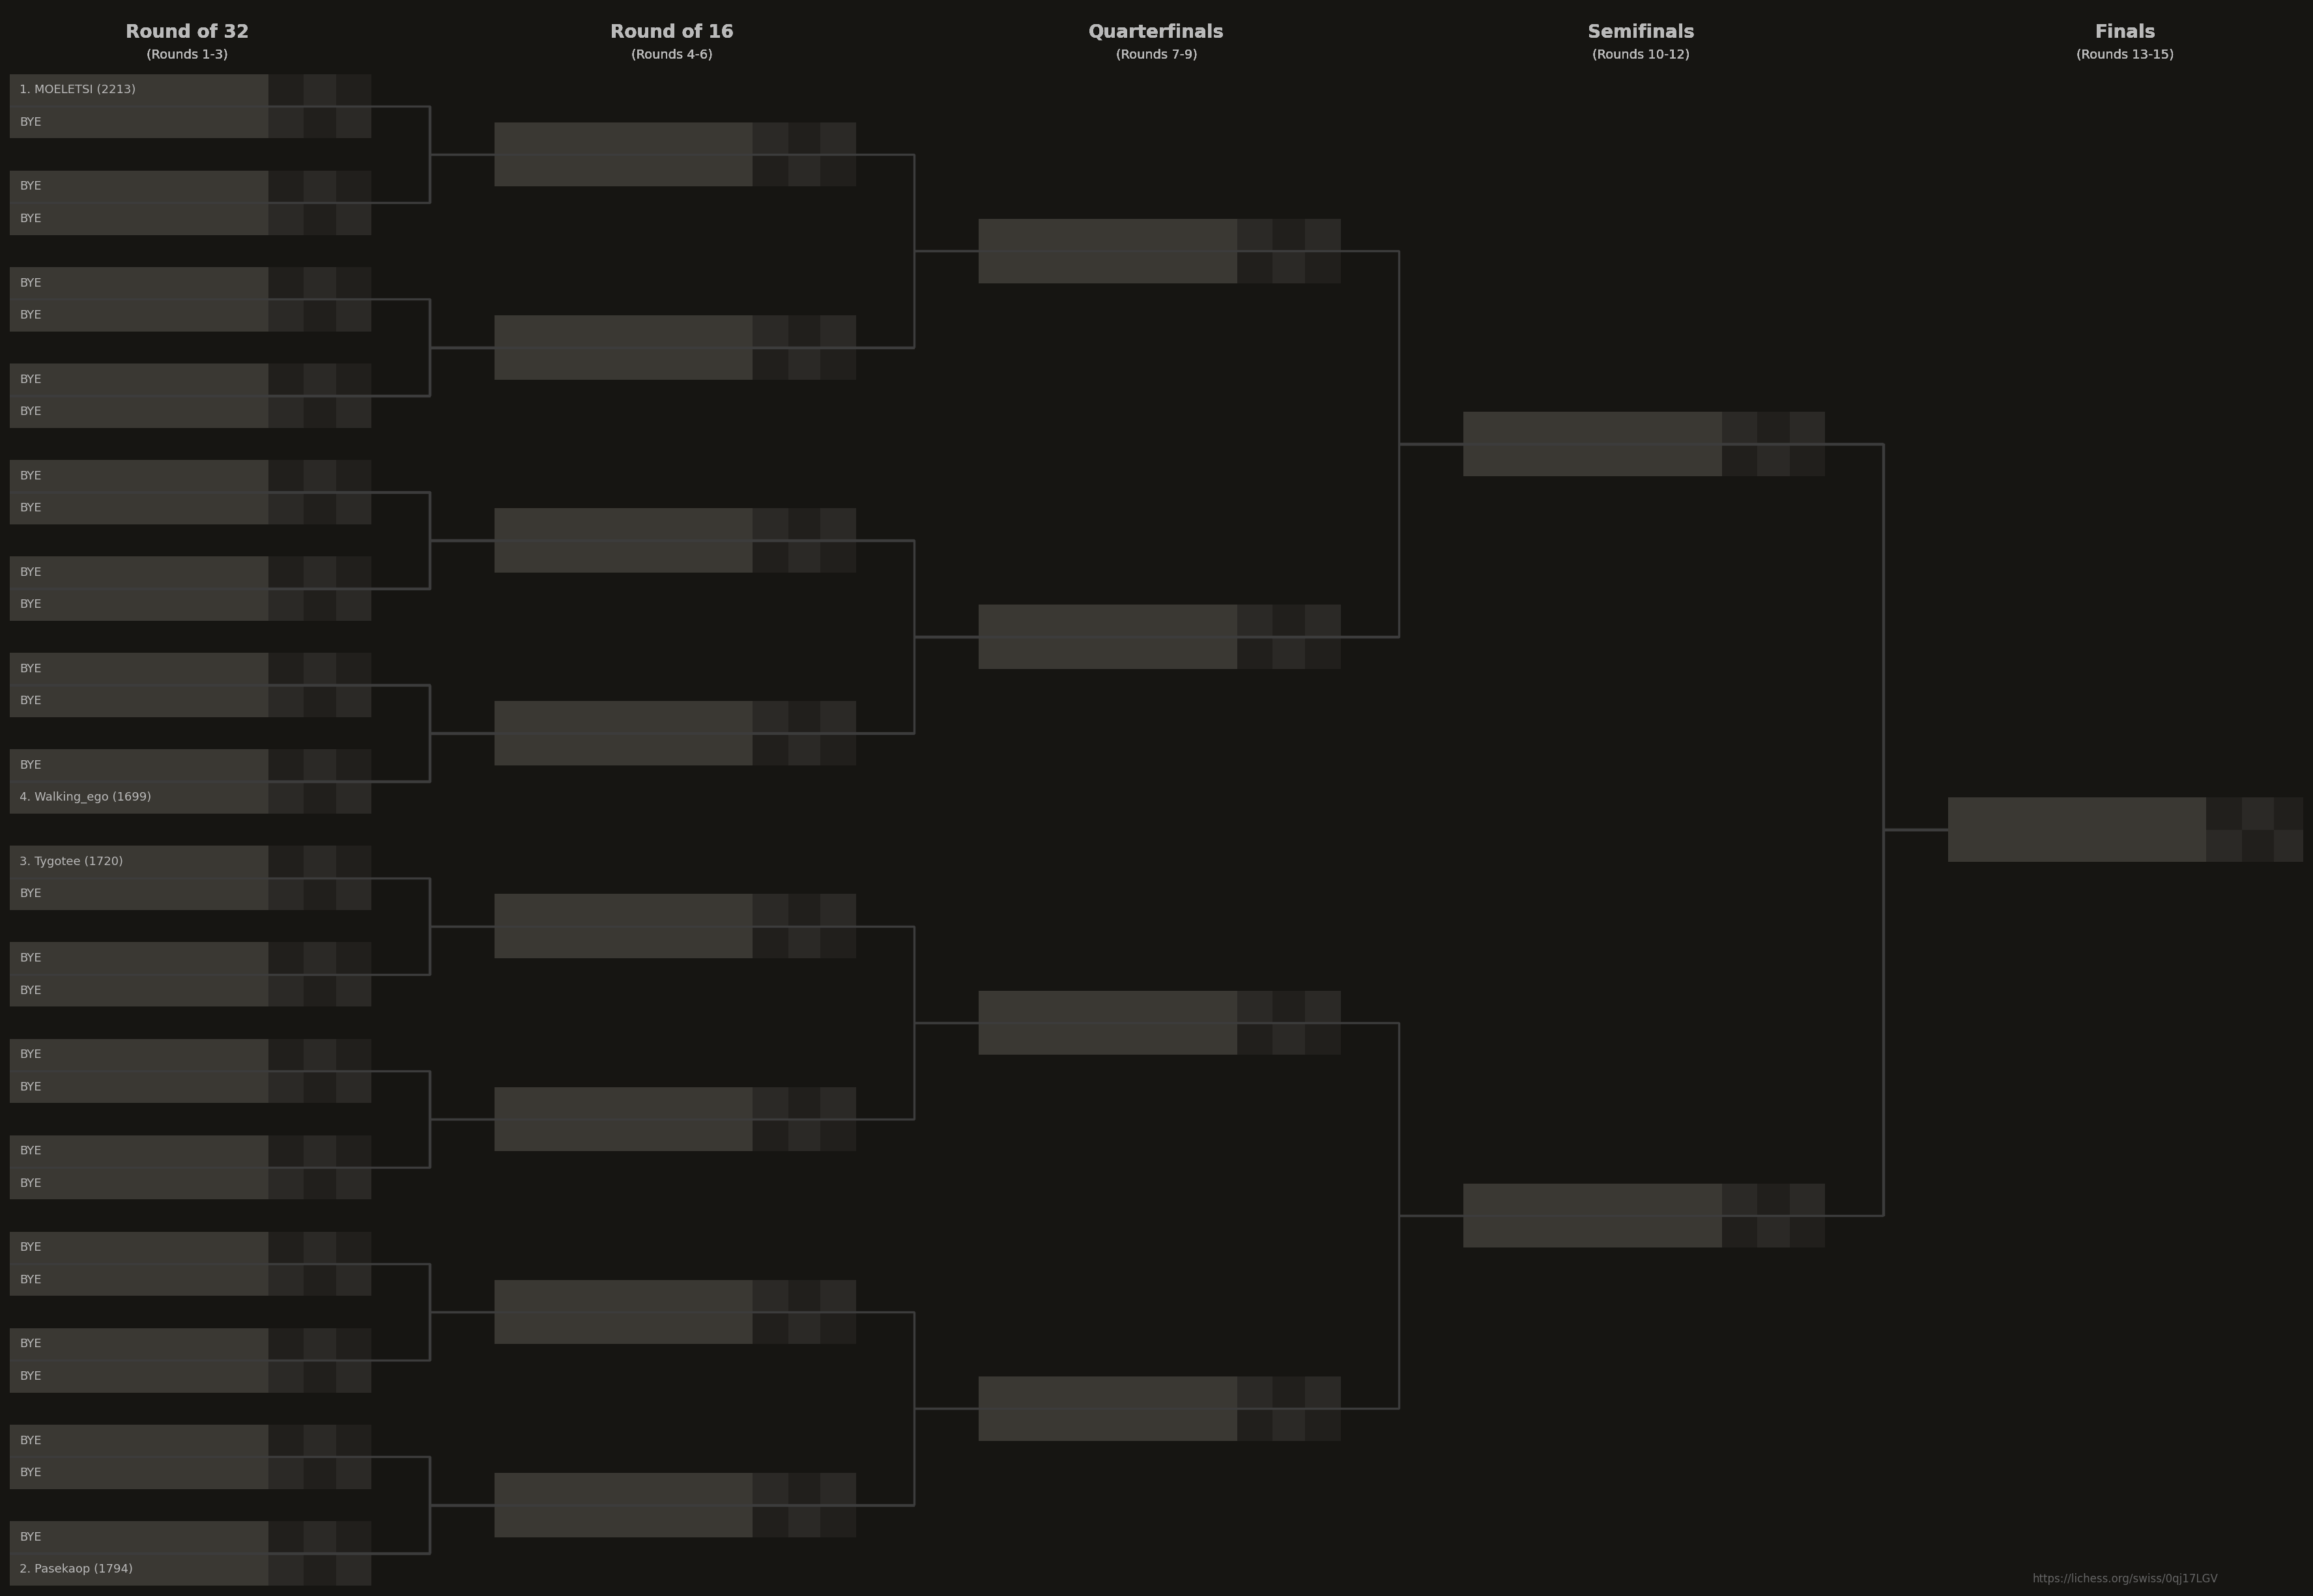 Round of 32
(Rounds 1-3)
Round of 16
(Rounds 4-6)
Quarterfinals
(Rounds 7-9)
Semifinals
(Rounds 10-12)
Finals
(Rounds 13-15)
1. MOELETSI (2213)
BYE
BYE
BYE
BYE
BYE
BYE
BYE
BYE
BYE
BYE
BYE
BYE
BYE
BYE
4. Walking_ego (1699)
3. Tygotee (1720)
BYE
BYE
BYE
BYE
BYE
BYE
BYE
BYE
BYE
BYE
BYE
BYE
BYE
BYE
2. Pasekaop (1794)
https://lichess.org/swiss/0qj17LGV